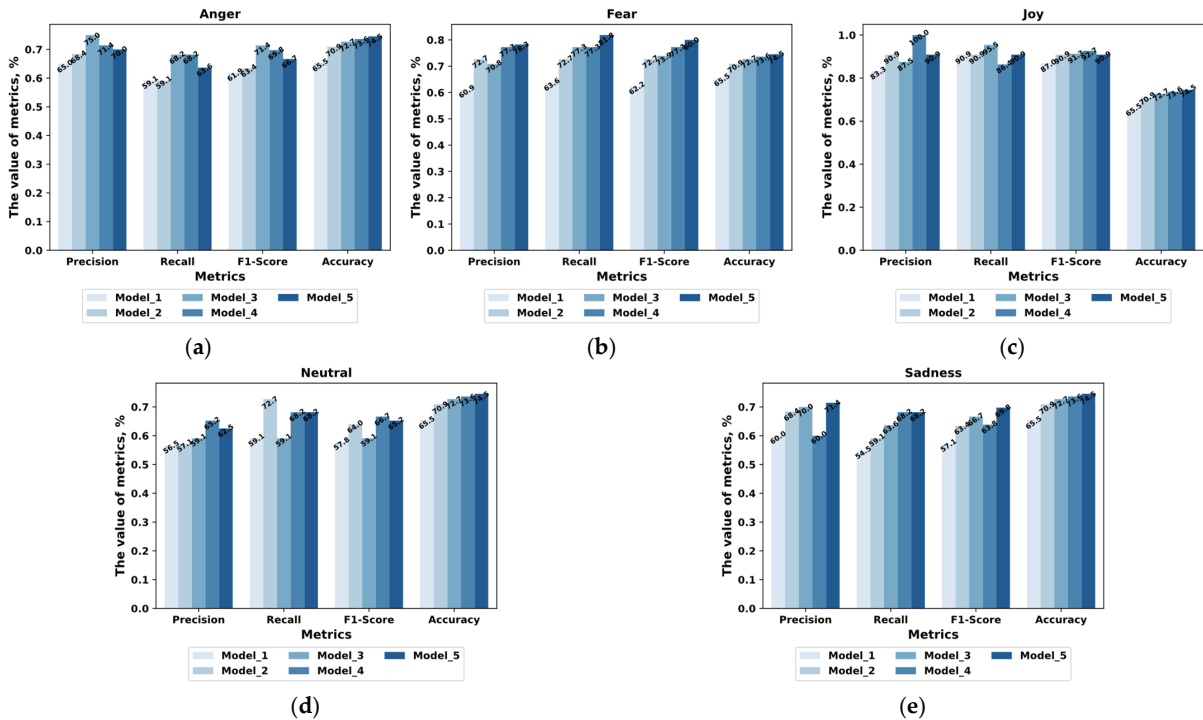 Anger
The value of metrics, %
0.7
0.6
0.5
0.4
0.3
0.2
0.1
0.0
65.0 68.4 75.0 71.4 70.0
59.1 59.1 68.2 68.2 63.6
61.9 63.4 71.4 69.8 66.7
65.5 70.9 72.7 73.6 74.5
Precision Recall F1-Score Accuracy
Metrics
Model_1 Model_3 Model_5
Model_2 Model_4
(a)
Fear
The value of metrics, %
0.8
0.7
0.6
0.5
0.4
0.3
0.2
0.1
0.0
60.9 72.7 70.8 77.3 78.3
63.6 72.7 77.3 77.3 81.8
62.2 72.7 73.9 77.3 80.0
65.5 70.9 72.7 73.6 74.5
Precision Recall F1-Score Accuracy
Metrics
Model_1 Model_3 Model_5
Model_2 Model_4
(b)
Joy
The value of metrics, %
1.0
0.8
0.6
0.4
0.2
0.0
83.3 90.9 87.5 100.0 90.9
90.9 90.9 95.5 86.4 90.9
87.0 90.9 91.3 92.7 90.9
65.5 70.9 72.7 73.6 74.5
Precision Recall F1-Score Accuracy
Metrics
Model_1 Model_3 Model_5
Model_2 Model_4
(c)
Neutral
The value of metrics, %
0.7
0.6
0.5
0.4
0.3
0.2
0.1
0.0
56.5 57.1 59.1 65.2 62.5
59.1 72.7 59.1 68.2 68.2
57.8 64.0 59.1 66.7 65.2
65.5 70.9 72.7 73.6 74.5
Precision Recall F1-Score Accuracy
Metrics
Model_1 Model_3 Model_5
Model_2 Model_4
(d)
Sadness
The value of metrics, %
0.7
0.6
0.5
0.4
0.3
0.2
0.1
0.0
60.0 68.4 70.0 60.0 71.4
54.5 59.1 63.6 68.2 68.2
57.1 63.4 66.7 63.8 69.8
65.5 70.9 72.7 73.6 74.5
Precision Recall F1-Score Accuracy
Metrics
Model_1 Model_3 Model_5
Model_2 Model_4
(e)